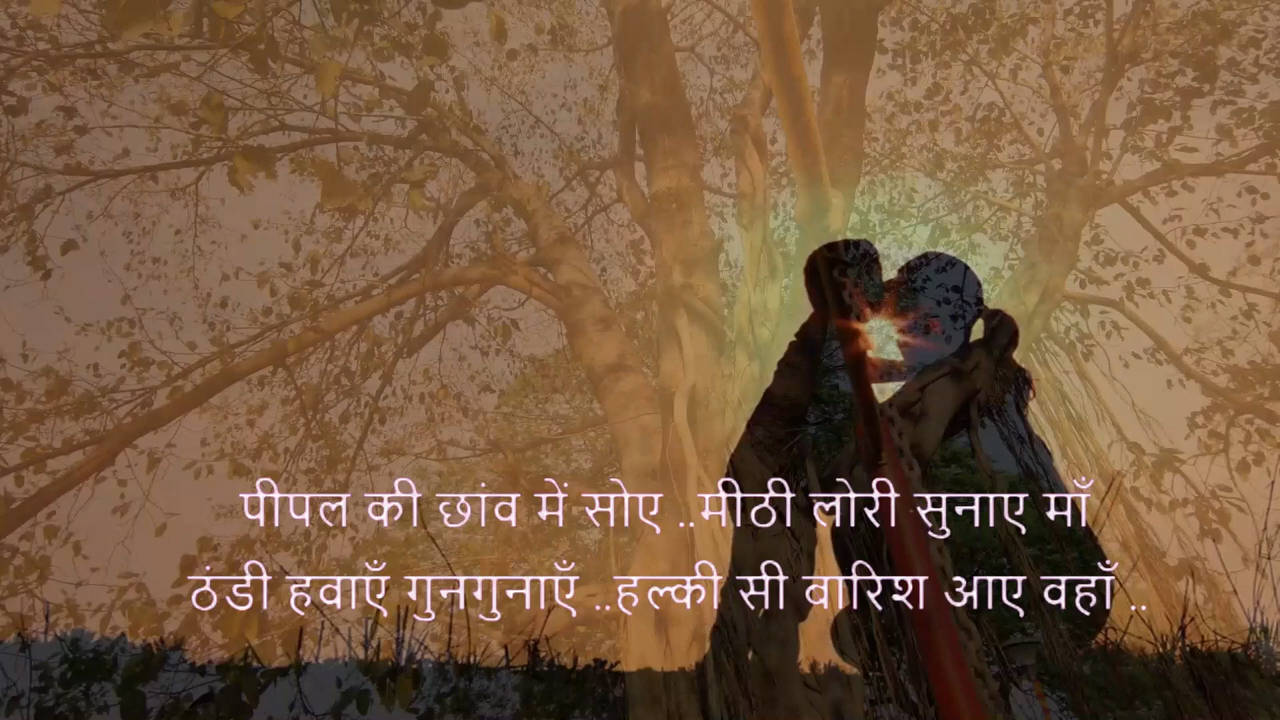 पीपल की छांव में सोए ..मीठी लोरी सुनाए माँ
ठंडी हवाएँ गुनगुनाएँ ..हल्की सी वारिश आए वहाँ ..